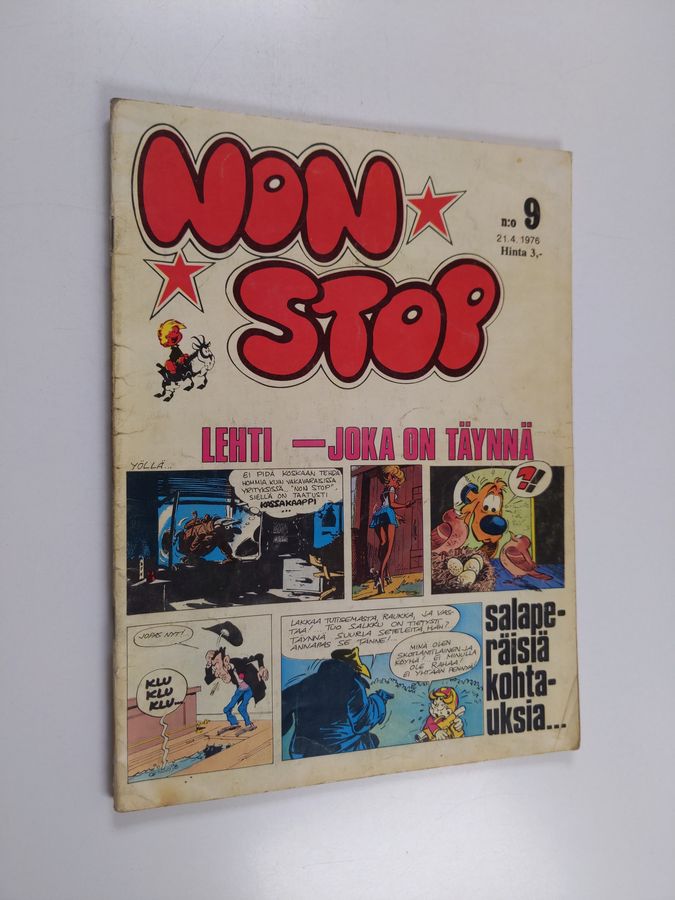 NON
STOP
n:o 9
21.4.1976
Hinta 3,-
LEHTI — JOKA ON TÄYNNÄ
YÖLLÄ...
EI PIDÄ KOSKAAN TEHDÄ
HOMMIA KUIN VAKAVARAISISSA
YRITYKSISSÄ. "NON STOP"
SIELLÄ ON TAATUSTI
KASSAKAAPPI
...
?!!
JOPAS NYT!
KLU
KLU
KLU...
LAKKAA TUTISEMASTA, RAUKKA, JA VAS-
TAA! TUO SALKKU ON TIETYSTI
TÄYNNÄ SUURIA SETELEITÄ, HÄH?
ANNAPAS SE TÄNNE!
MINÄ OLEN
SKOTLANTILAINEN JA
KÖYHÄ! EI MINULLA
OLE RAHAA!
EI YHTÄÄN PENNYÄ
salape-
räisiä
kohta-
uksia...